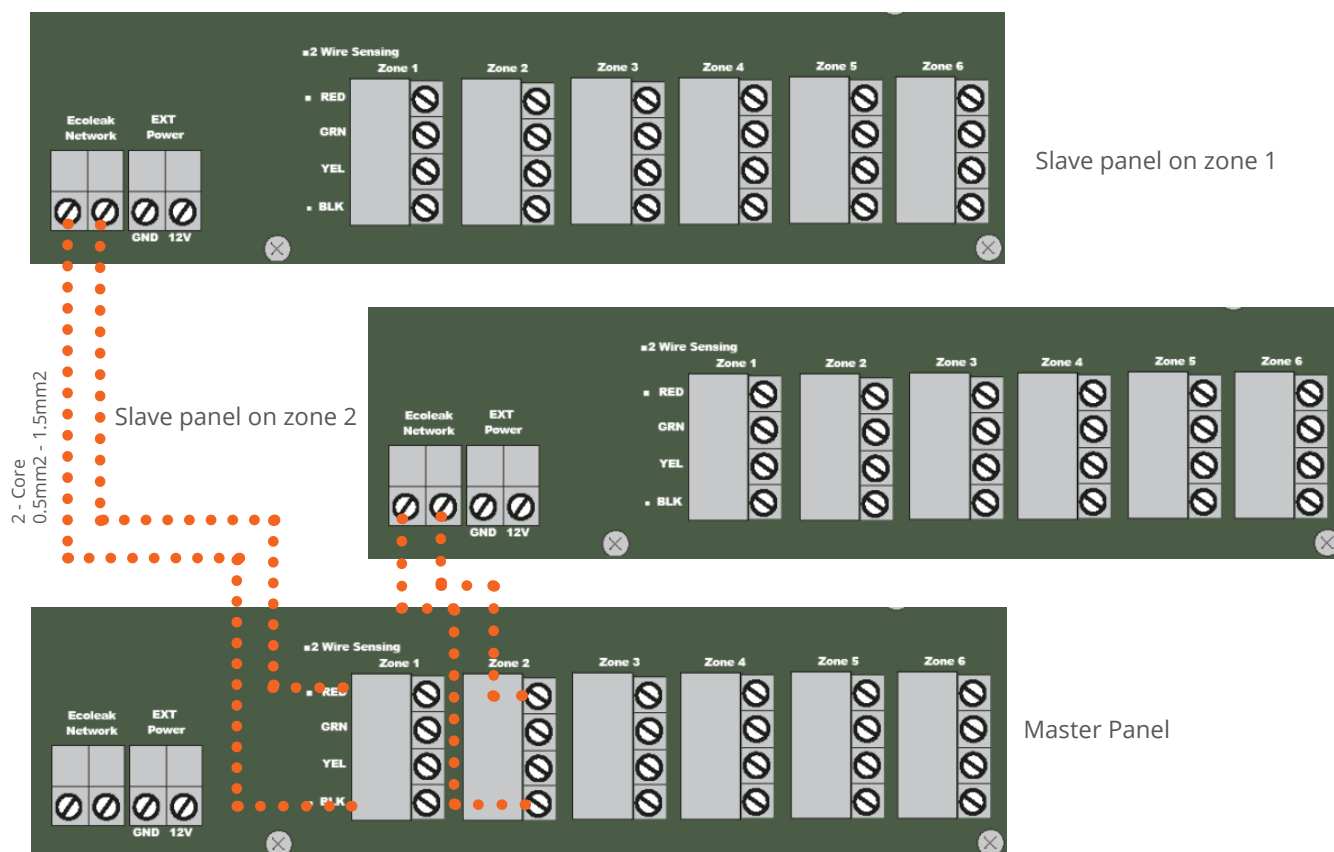 2 Wire Sensing
Zone 1 Zone 2 Zone 3 Zone 4 Zone 5 Zone 6
RED
GRN
YEL
BLK
Ecoleak
Network
EXT
Power
GND 12V
Slave panel on zone 1
2 Wire Sensing
Zone 1 Zone 2 Zone 3 Zone 4 Zone 5 Zone 6
RED
GRN
YEL
BLK
Ecoleak
Network
EXT
Power
GND 12V
Slave panel on zone 2
2 - Core
0.5mm2 - 1.5mm2
2 Wire Sensing
Zone 1 Zone 2 Zone 3 Zone 4 Zone 5 Zone 6
RED
GRN
YEL
BLK
Ecoleak
Network
EXT
Power
GND 12V
Master Panel